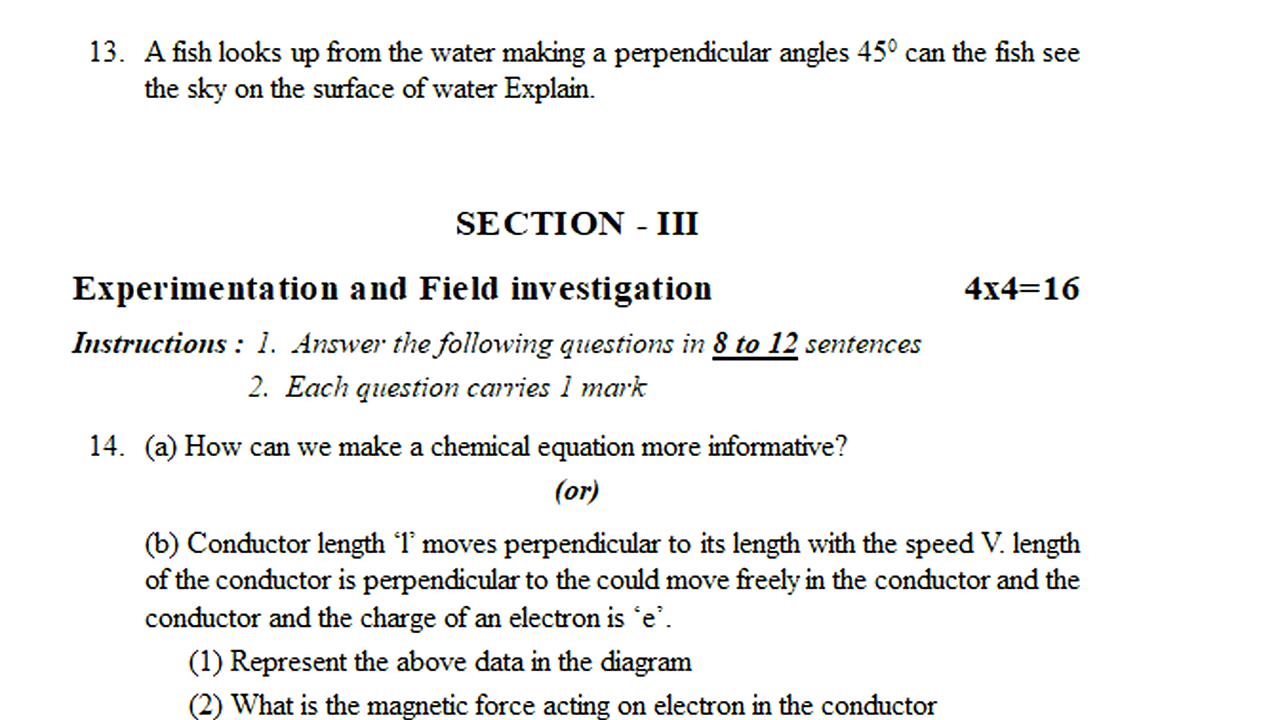 13. A fish looks up from the water making a perpendicular angles 45⁰ can the fish see
the sky on the surface of water Explain.
SECTION - III
Experimentation and Field investigation 4x4=16
Instructions : 1. Answer the following questions in 8 to 12 sentences
2. Each question carries 1 mark
14. (a) How can we make a chemical equation more informative?
(or)
(b) Conductor length ‘l’ moves perpendicular to its length with the speed V. length
of the conductor is perpendicular to the could move freely in the conductor and the
conductor and the charge of an electron is ‘e’.
(1) Represent the above data in the diagram
(2) What is the magnetic force acting on electron in the conductor